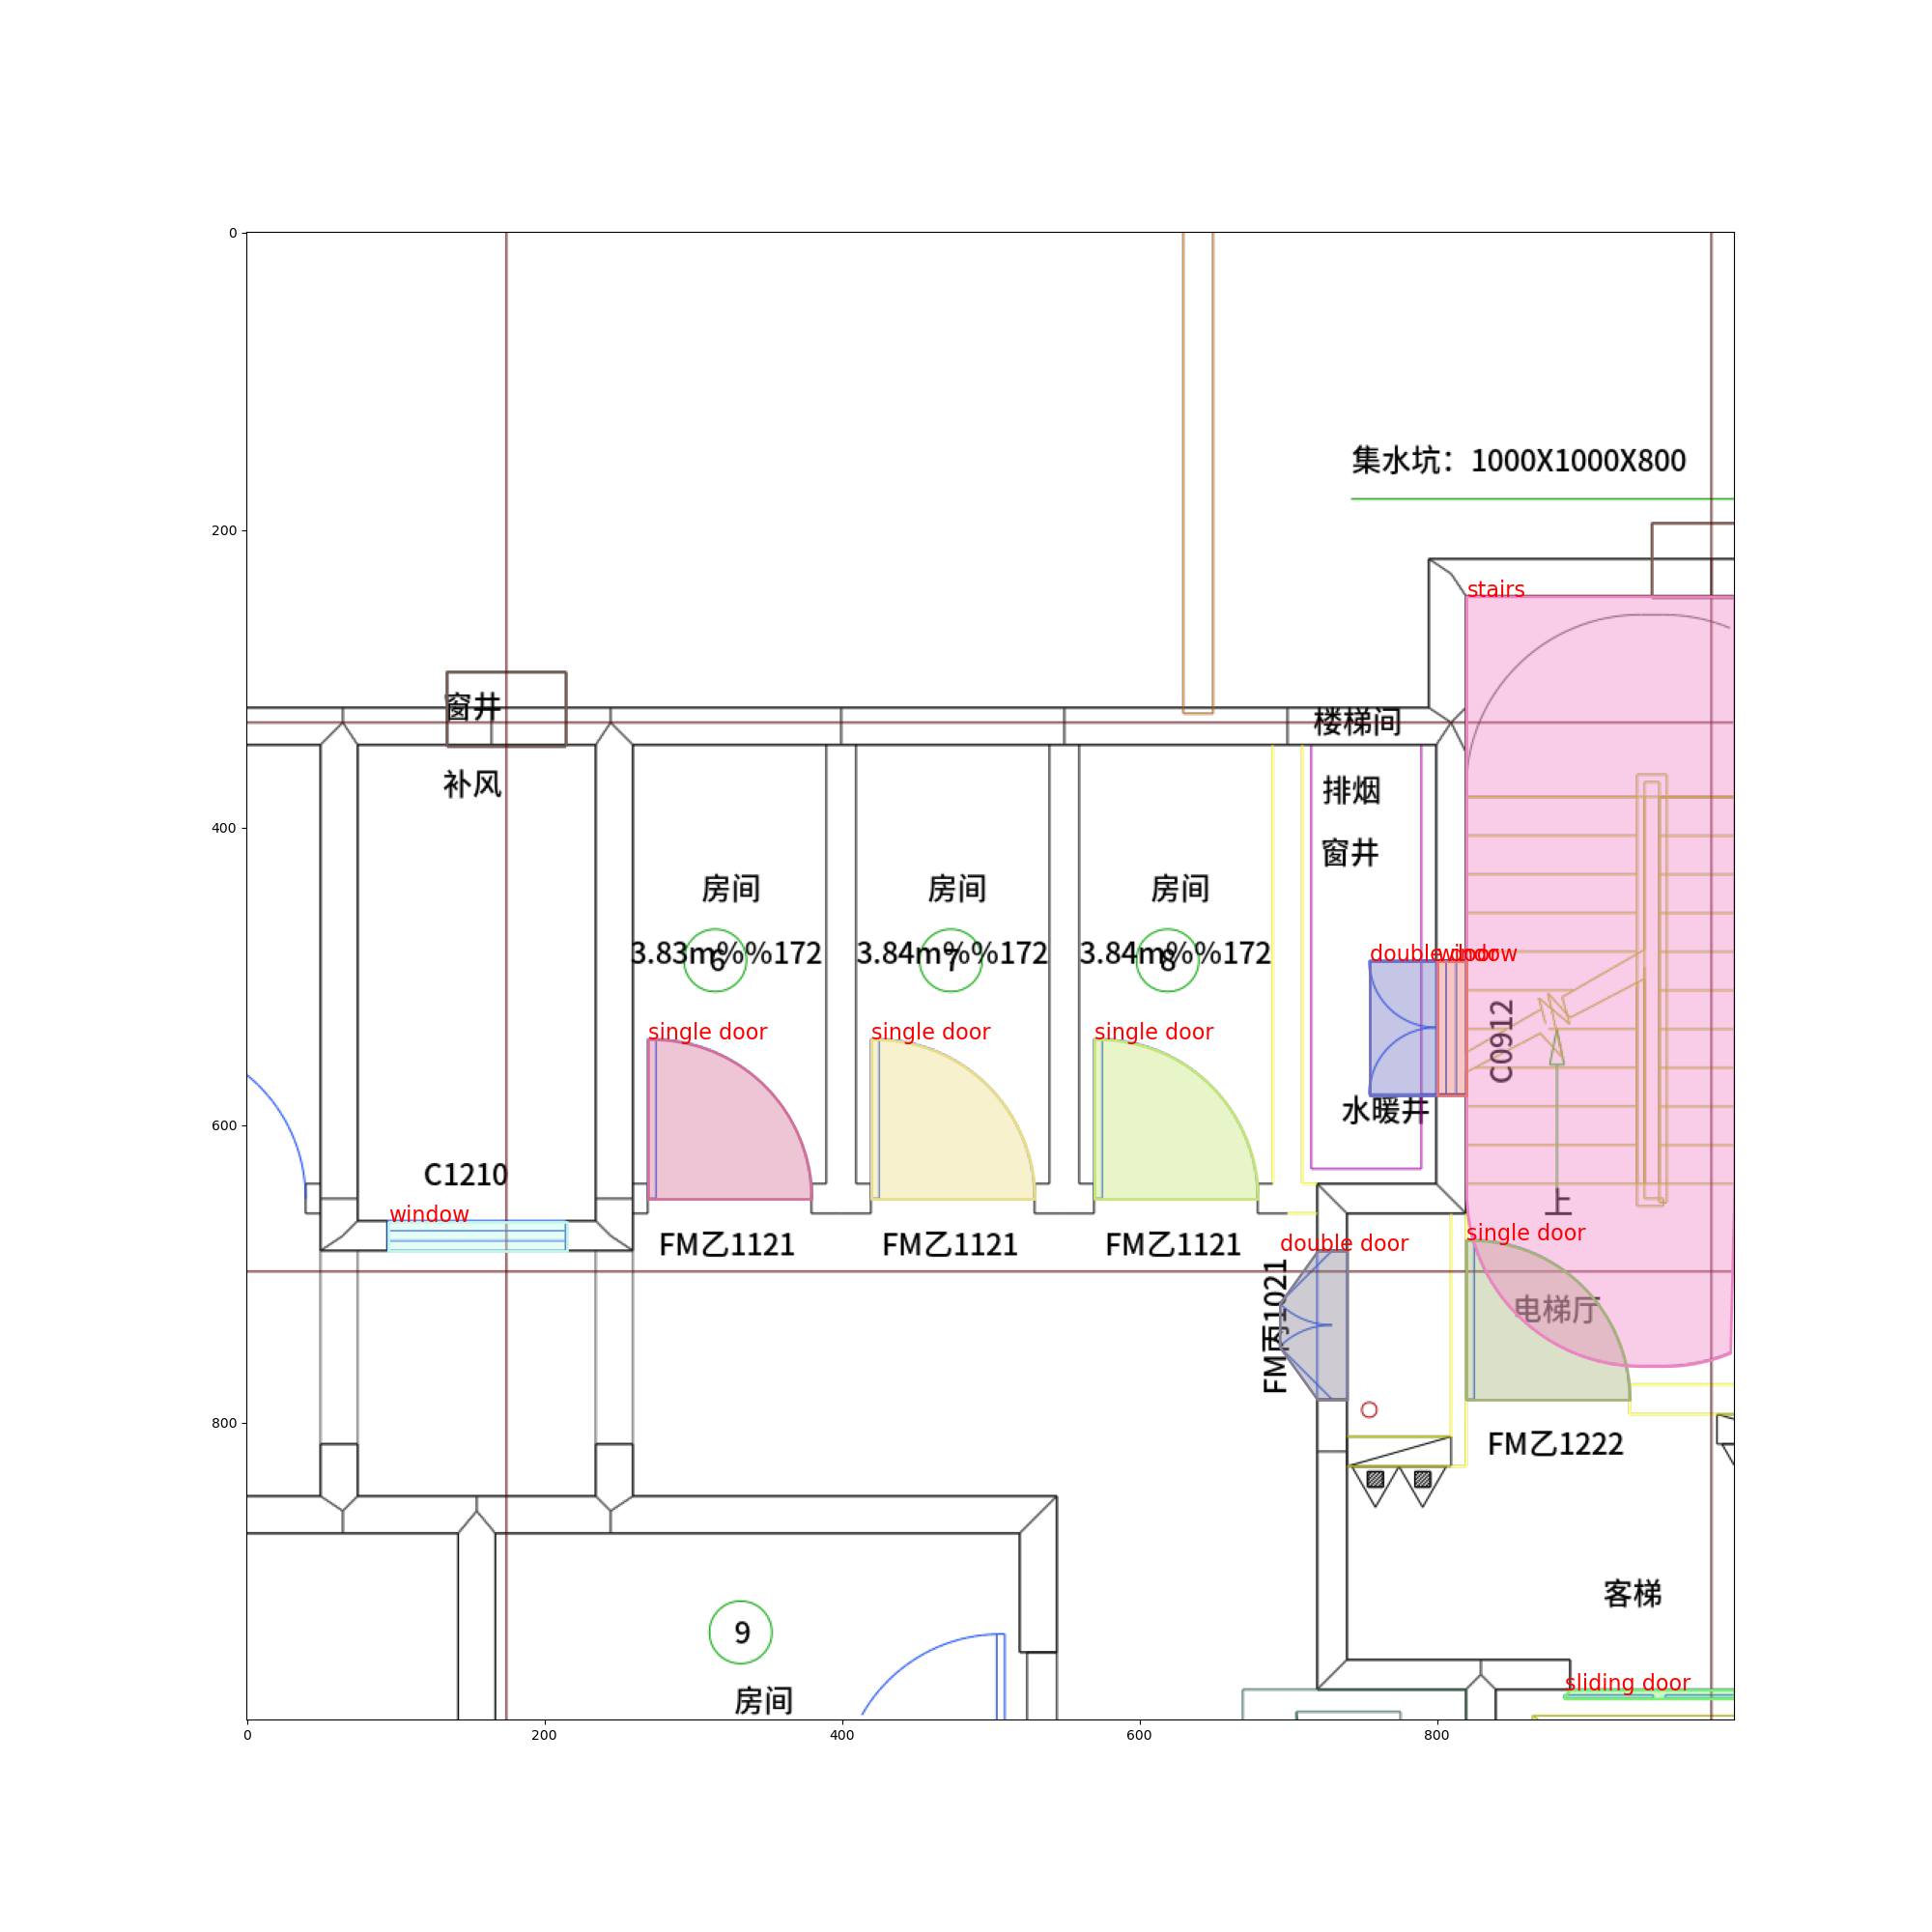 0
集水坑：1000X1000X800
200
stairs
窗井
楼梯间
补风
排烟
400
窗井
房间
房间
房间
3.83m%%172
3.84m%%172
3.84m%%172
6
7
8
double door
window
C0912
single door
single door
single door
水暖井
600
C1210
上
window
single door
double door
FM乙1121
FM乙1121
FM乙1121
FM丙1021
电梯厅
800
FM乙1222
客梯
9
房间
sliding door
0
200
400
600
800